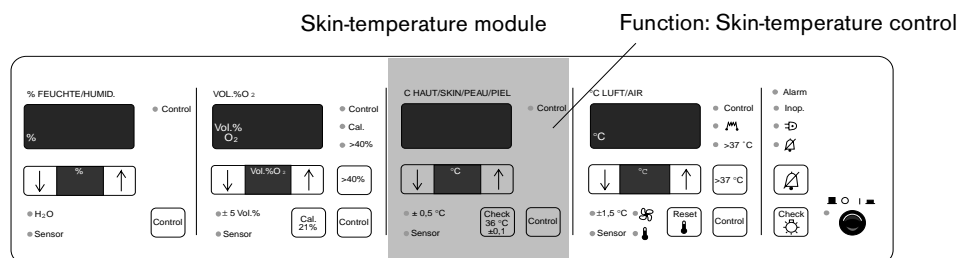 Skin-temperature module
Function: Skin-temperature control
% FEUCHTE/HUMID.
Control
%
%
H₂O
Sensor
Control
VOL.%O ₂
Control
Cal.
>40%
Vol.%
O₂
Vol.%O ₂
>40%
± 5 Vol.%
Sensor
Cal.
21%
Control
C HAUT/SKIN/PEAU/PIEL
Control
°C
± 0,5 °C
Sensor
Check
36 °C
±0,1
Control
°C LUFT/AIR
Control
>37 °C
°C
°C
>37 °C
±1,5 °C
Sensor
Reset
Control
Alarm
Inop.
Check
O I